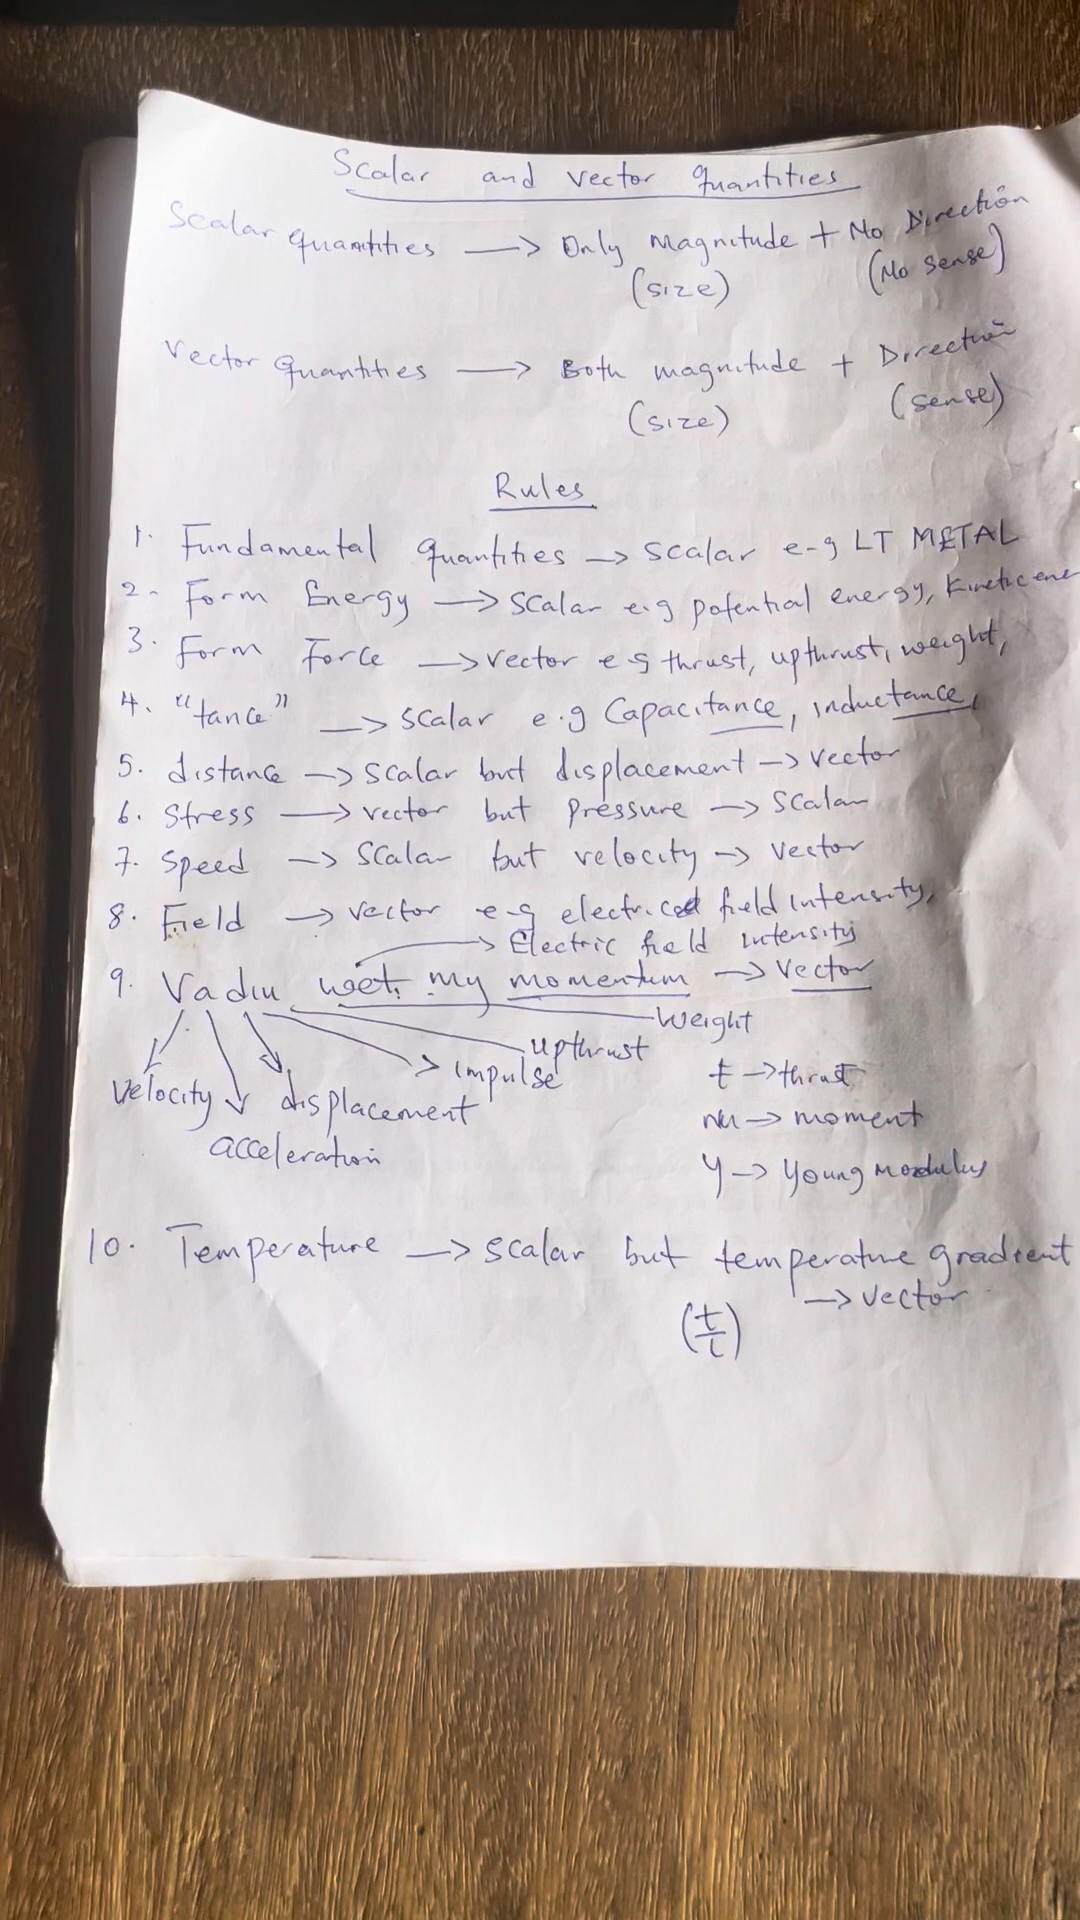 Scalar and vector quantities
Scalar quantities → Only magnitude + No Direction
(size) (No sense)
Vector quantities → Both magnitude + Direction
(size) (sense)
Rules
1. Fundamental quantities → scalar e-g LT METAL
2. Form Energy → scalar e.g potential energy, Kinetic ener
3. Form Force → vector e g thrust, upthrust, weight,
4. "tance" → scalar e.g Capacitance, inductance,
5. distance → scalar but displacement → vector
6. Stress → vector but Pressure → Scalar
7. Speed → Scalar but velocity → vector
8. Field → vector e-g electrical field intensity,
→ Electric field intensity
9. Vadiu wet, my momentum → vector
Weight
upthrust
impulse
t → thrust
velocity displacement
m → moment
acceleration
y → young modulus
10. Temperature → scalar but temperature gradient
→ vector
(t/l)